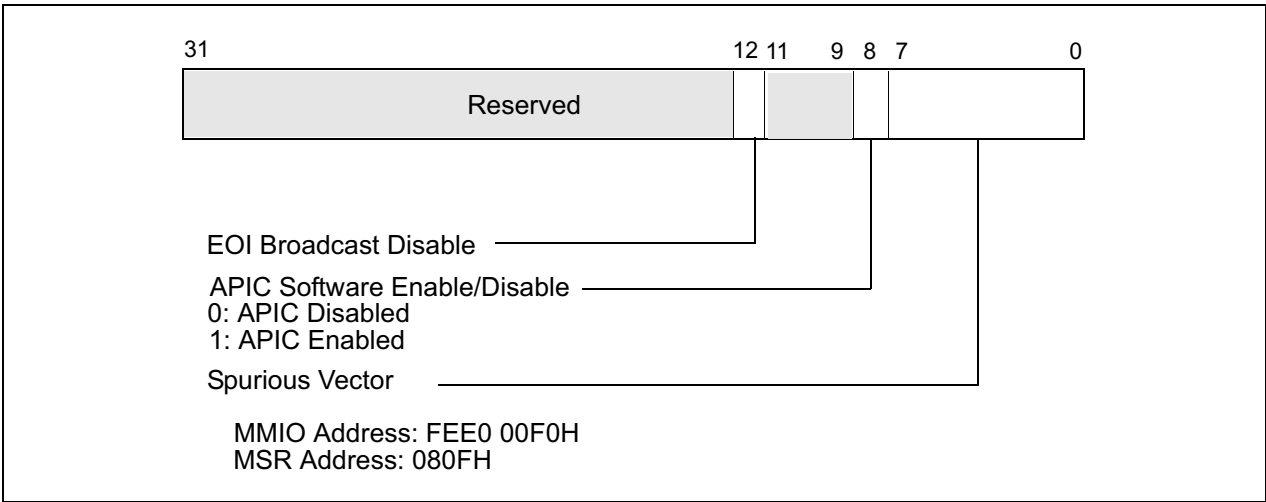 31 12 11 9 8 7 0
Reserved
EOI Broadcast Disable
APIC Software Enable/Disable
0: APIC Disabled
1: APIC Enabled
Spurious Vector
MMIO Address: FEE0 00F0H
MSR Address: 080FH